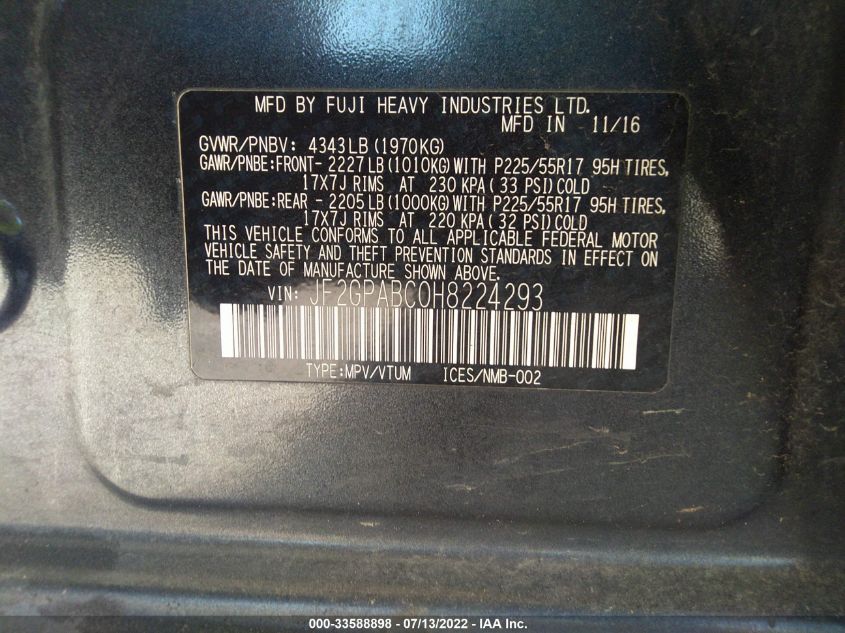 MFD BY FUJI HEAVY INDUSTRIES LTD.
MFD IN 11/16
GVWR/PNBV: 4343LB(1970KG)
GAWR/PNBE:FRONT- 2227LB(1010KG)WITH P225/55R17 95H TIRES,
17X7J RIMS AT 230 KPA( 33 PSI)COLD
GAWR/PNBE:REAR - 2205LB(1000KG)WITH P225/55R17 95H TIRES,
17X7J RIMS AT 220 KPA( 32 PSI)COLD
THIS VEHICLE CONFORMS TO ALL APPLICABLE FEDERAL MOTOR
VEHICLE SAFETY AND THEFT PREVENTION STANDARDS IN EFFECT ON
THE DATE OF MANUFACTURE SHOWN ABOVE.
VIN: JF2GPABC0H8224293
TYPE:MPV/VTUM ICES/NMB-002
000-33588898 - 07/13/2022 - IAA Inc.